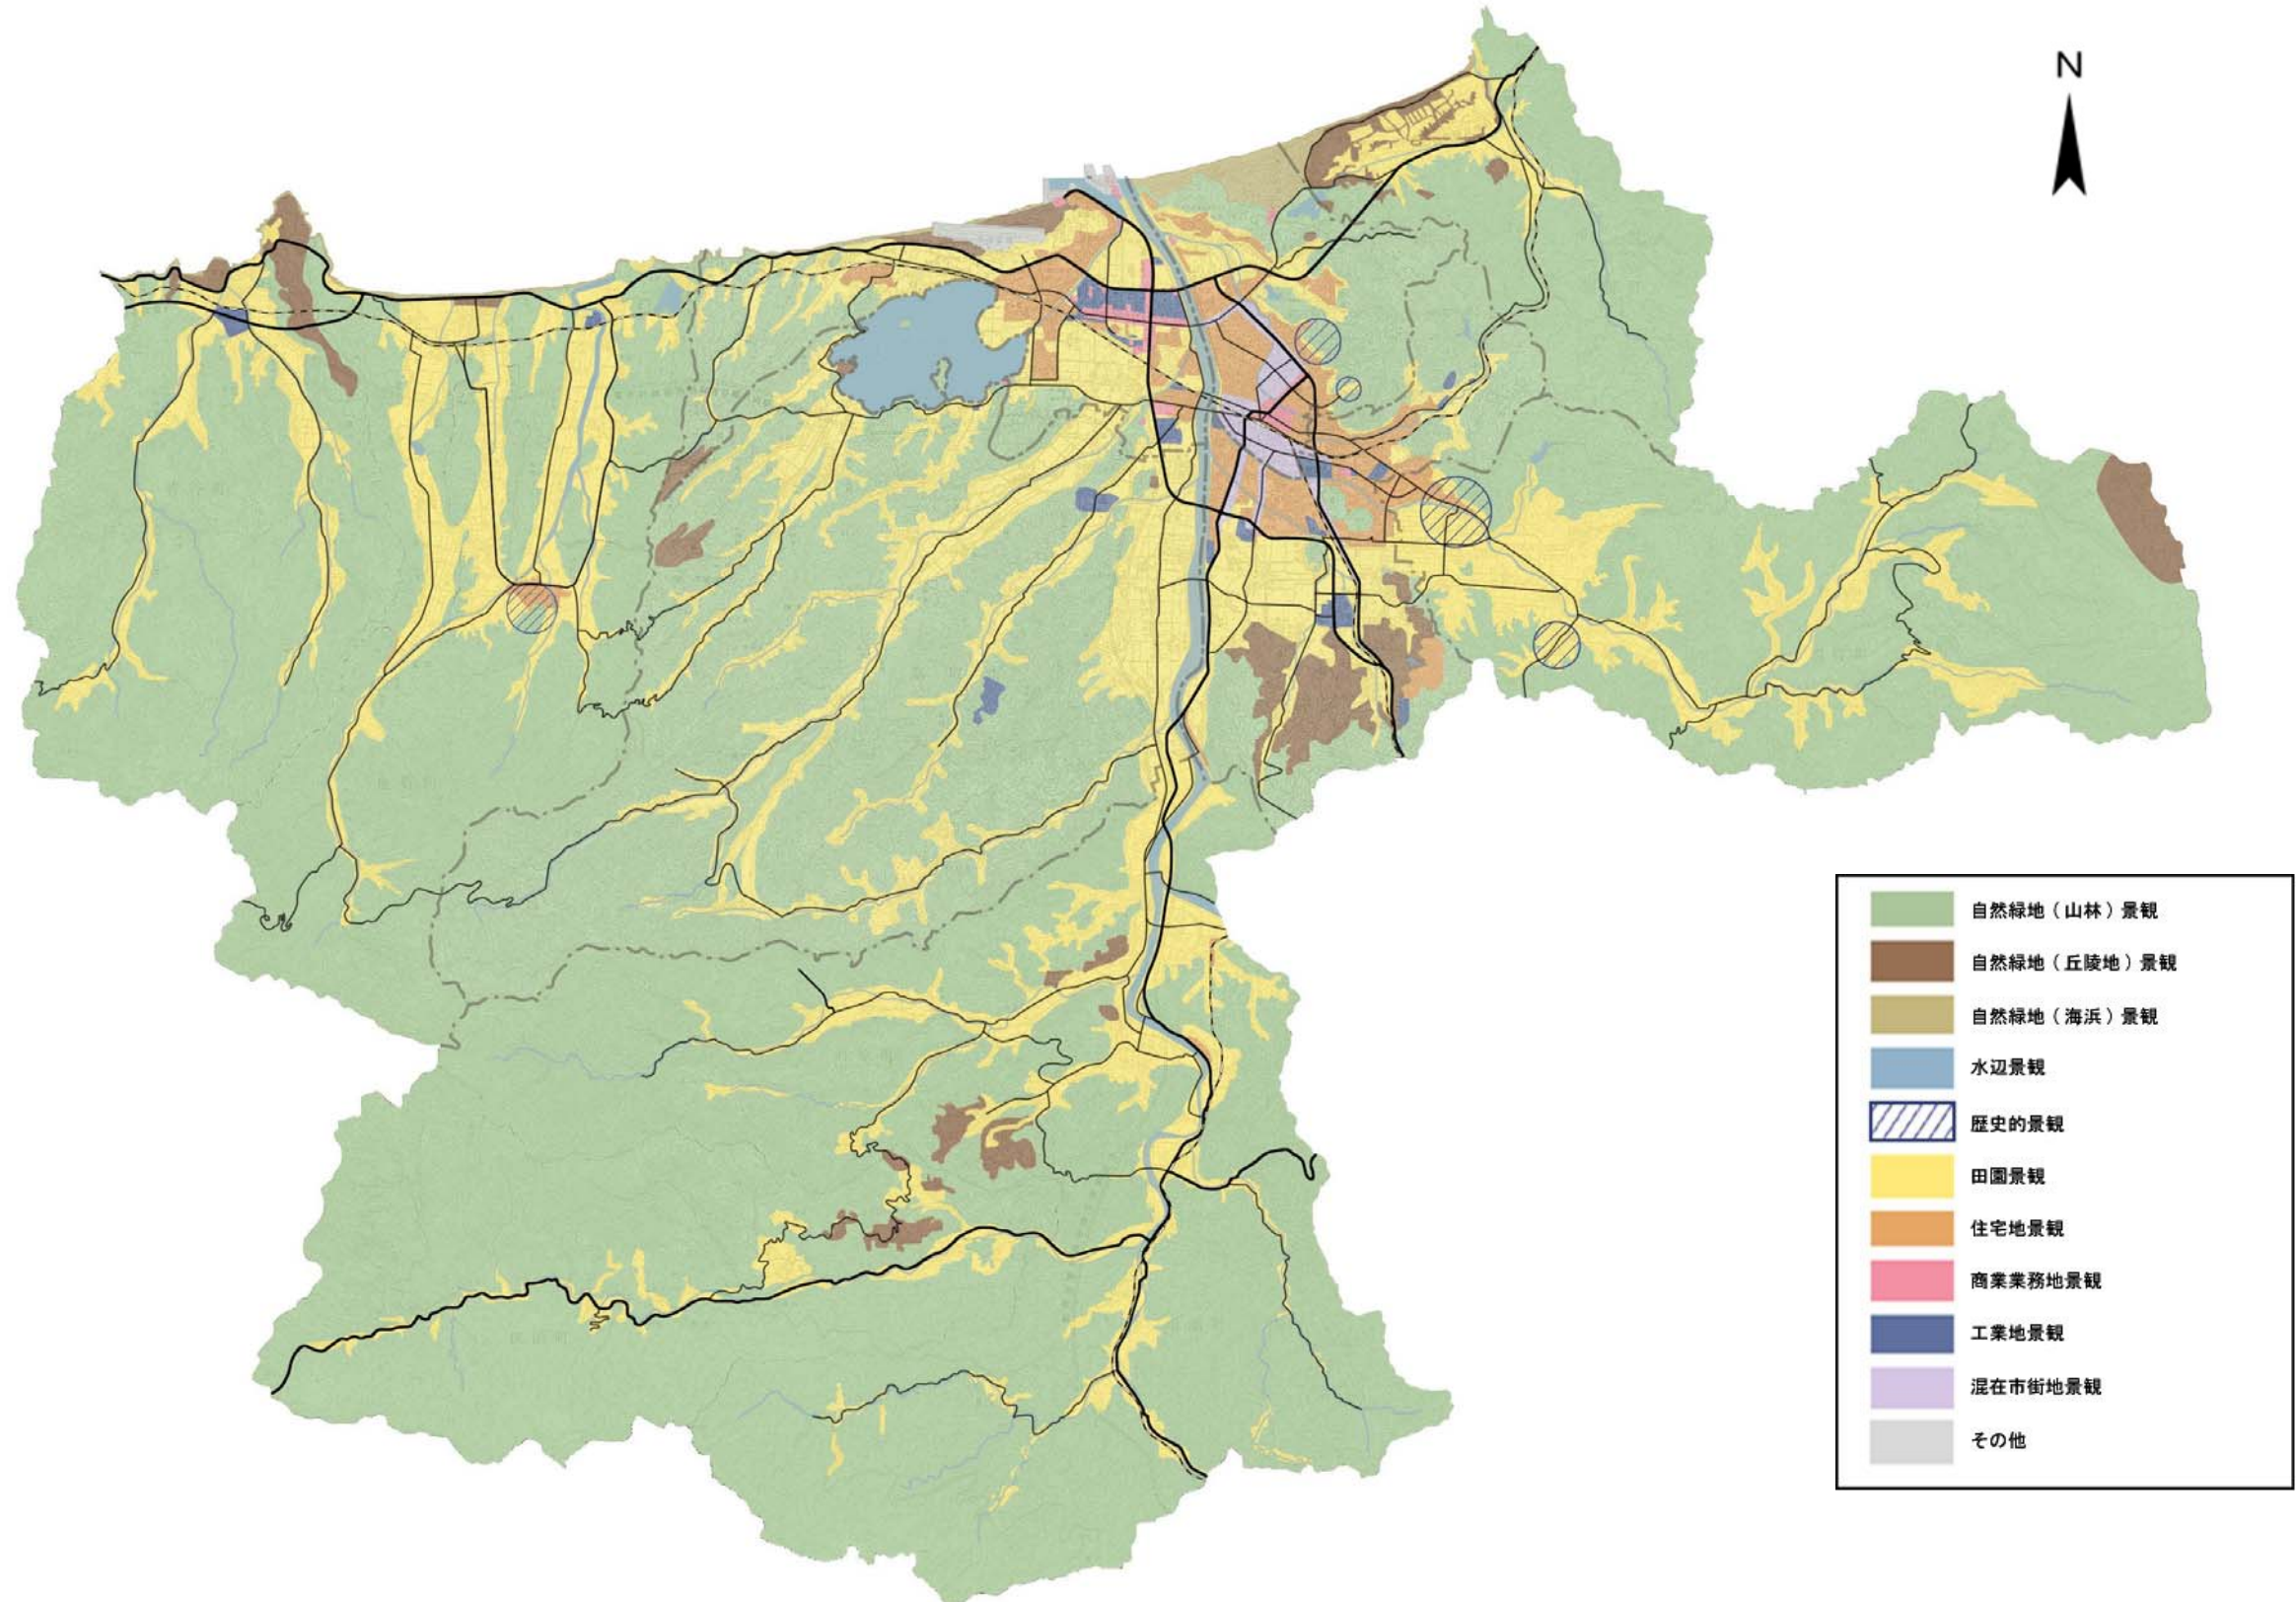 N
自然緑地（山林）景観
自然緑地（丘陵地）景観
自然緑地（海浜）景観
水辺景観
歴史的景観
田園景観
住宅地景観
商業業務地景観
工業地景観
混在市街地景観
その他